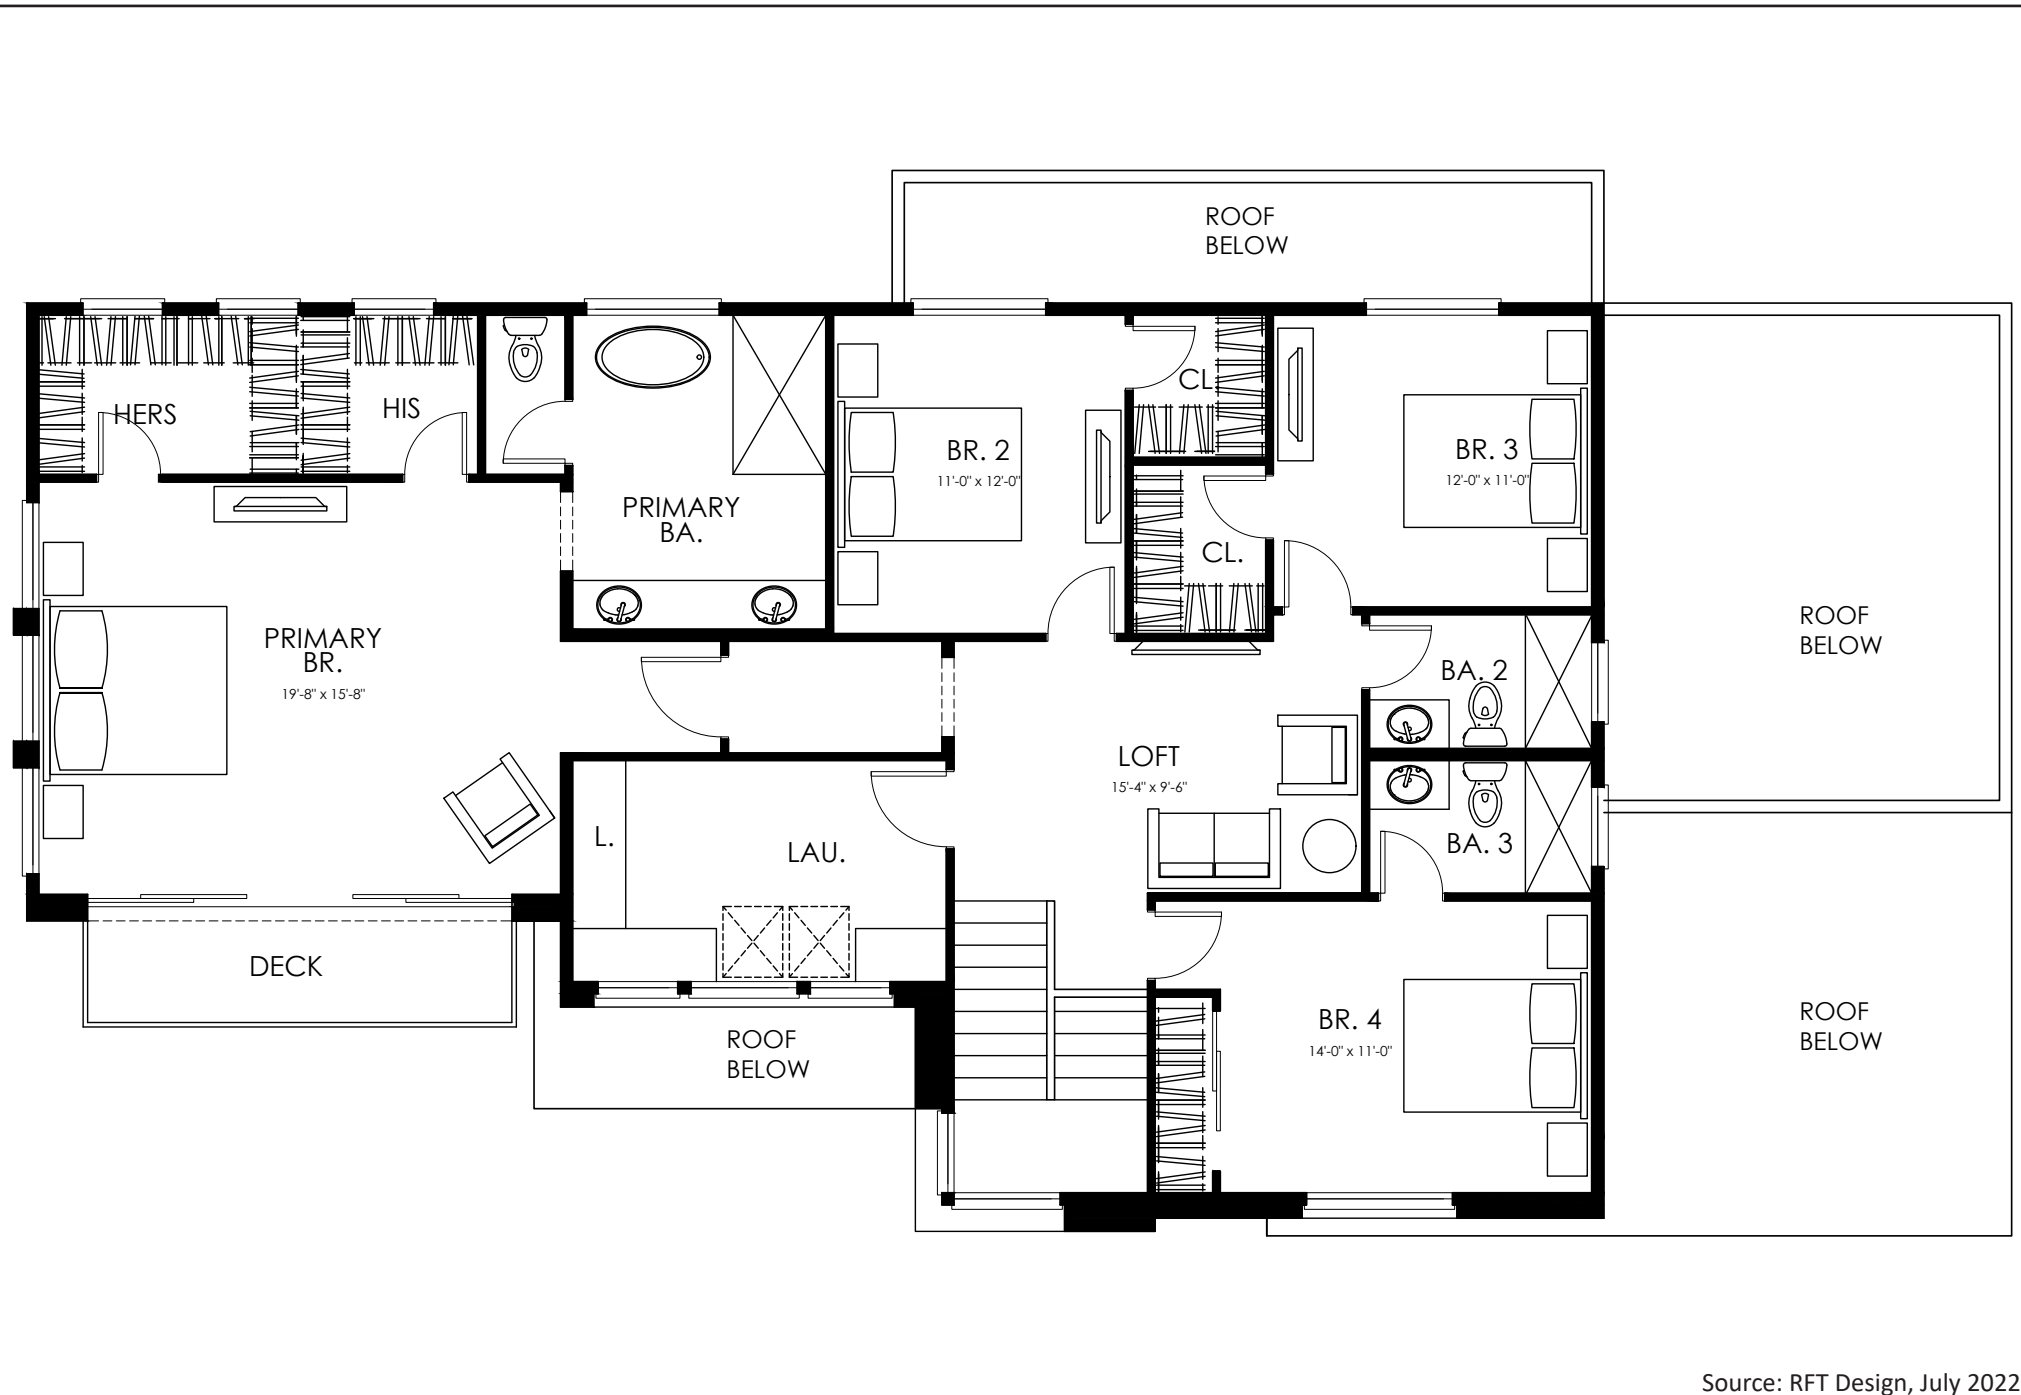 ROOF
BELOW
HERS
HIS
CL.
BR. 2
11'-0" x 12'-0"
BR. 3
12'-0" x 11'-0"
PRIMARY
BA.
CL.
PRIMARY
BR.
19'-8" x 15'-8"
ROOF
BELOW
BA. 2
LOFT
15'-4" x 9'-6"
L.
LAU.
BA. 3
DECK
ROOF
BELOW
BR. 4
14'-0" x 11'-0"
ROOF
BELOW
Source: RFT Design, July 2022